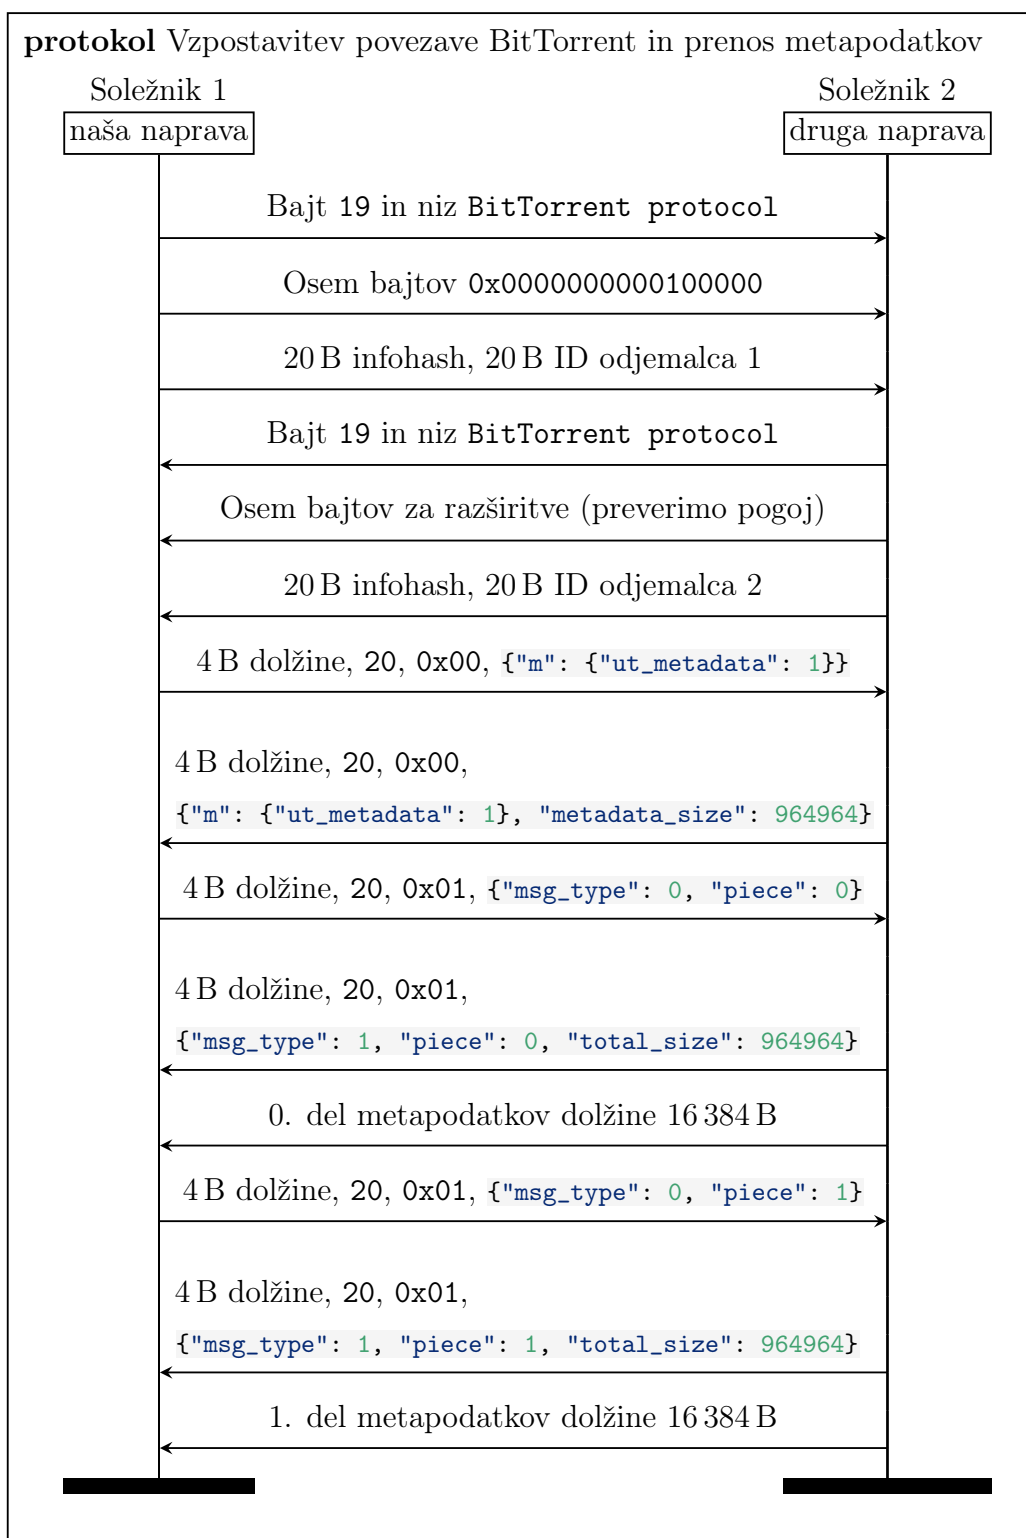 protokol Vzpostavitev povezave BitTorrent in prenos metapodatkov
Soležnik 1
Soležnik 2
naša naprava
druga naprava
Bajt 19 in niz BitTorrent protocol
Osem bajtov 0x0000000000100000
20 B infohash, 20 B ID odjemalca 1
Bajt 19 in niz BitTorrent protocol
Osem bajtov za razširitve (preverimo pogoj)
20 B infohash, 20 B ID odjemalca 2
4 B dolžine, 20, 0x00, {"m": {"ut_metadata": 1}}
4 B dolžine, 20, 0x00,
{"m": {"ut_metadata": 1}, "metadata_size": 964964}
4 B dolžine, 20, 0x01, {"msg_type": 0, "piece": 0}
4 B dolžine, 20, 0x01,
{"msg_type": 1, "piece": 0, "total_size": 964964}
0. del metapodatkov dolžine 16 384 B
4 B dolžine, 20, 0x01, {"msg_type": 0, "piece": 1}
4 B dolžine, 20, 0x01,
{"msg_type": 1, "piece": 1, "total_size": 964964}
1. del metapodatkov dolžine 16 384 B